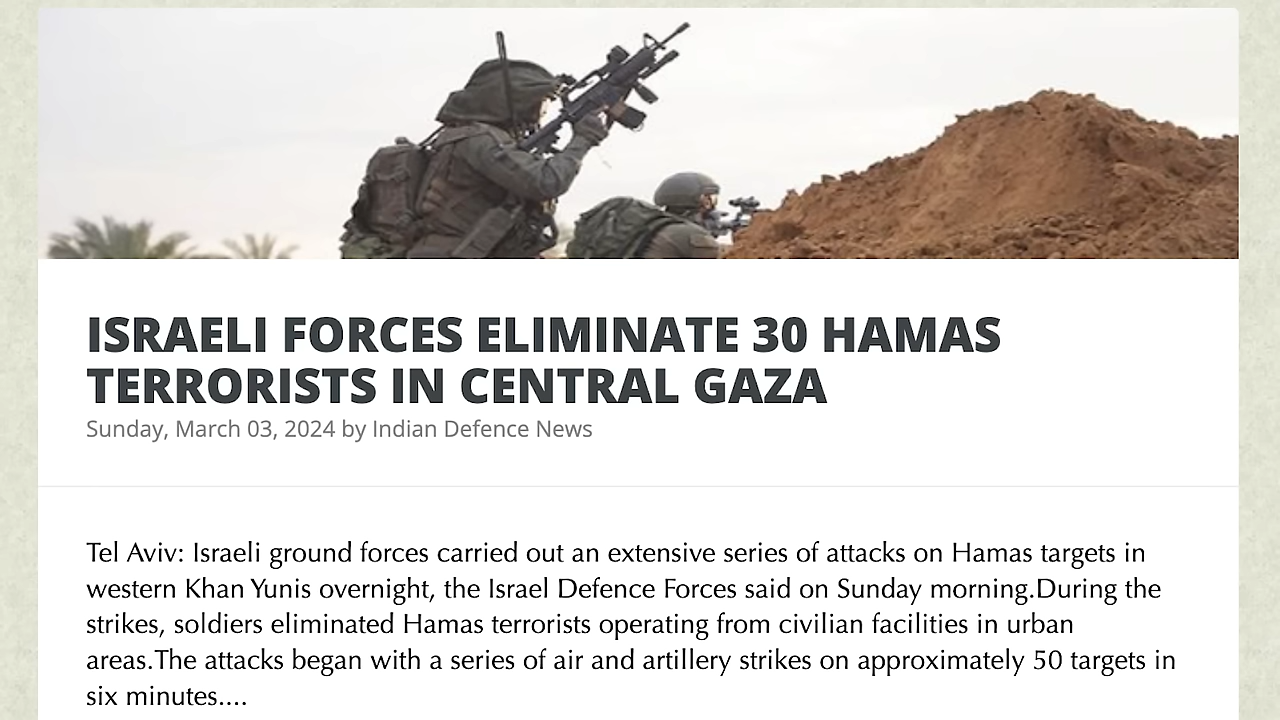 ISRAELI FORCES ELIMINATE 30 HAMAS
TERRORISTS IN CENTRAL GAZA
Sunday, March 03, 2024 by Indian Defence News
Tel Aviv: Israeli ground forces carried out an extensive series of attacks on Hamas targets in
western Khan Yunis overnight, the Israel Defence Forces said on Sunday morning.During the
strikes, soldiers eliminated Hamas terrorists operating from civilian facilities in urban
areas.The attacks began with a series of air and artillery strikes on approximately 50 targets in
six minutes....